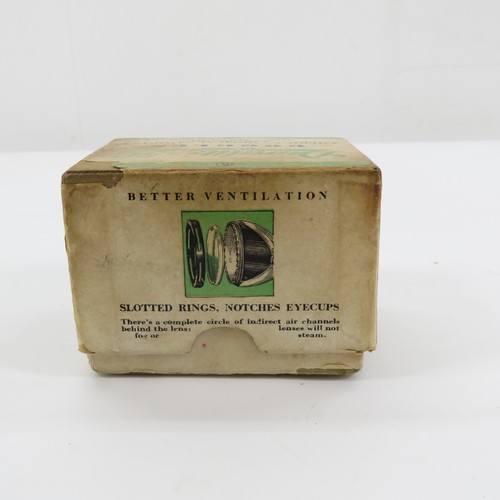 BETTER VENTILATION
SLOTTED RINGS, NOTCHES EYECUPS
There's a complete circle of indirect air channels
behind the lens; lenses will not
fog or steam.